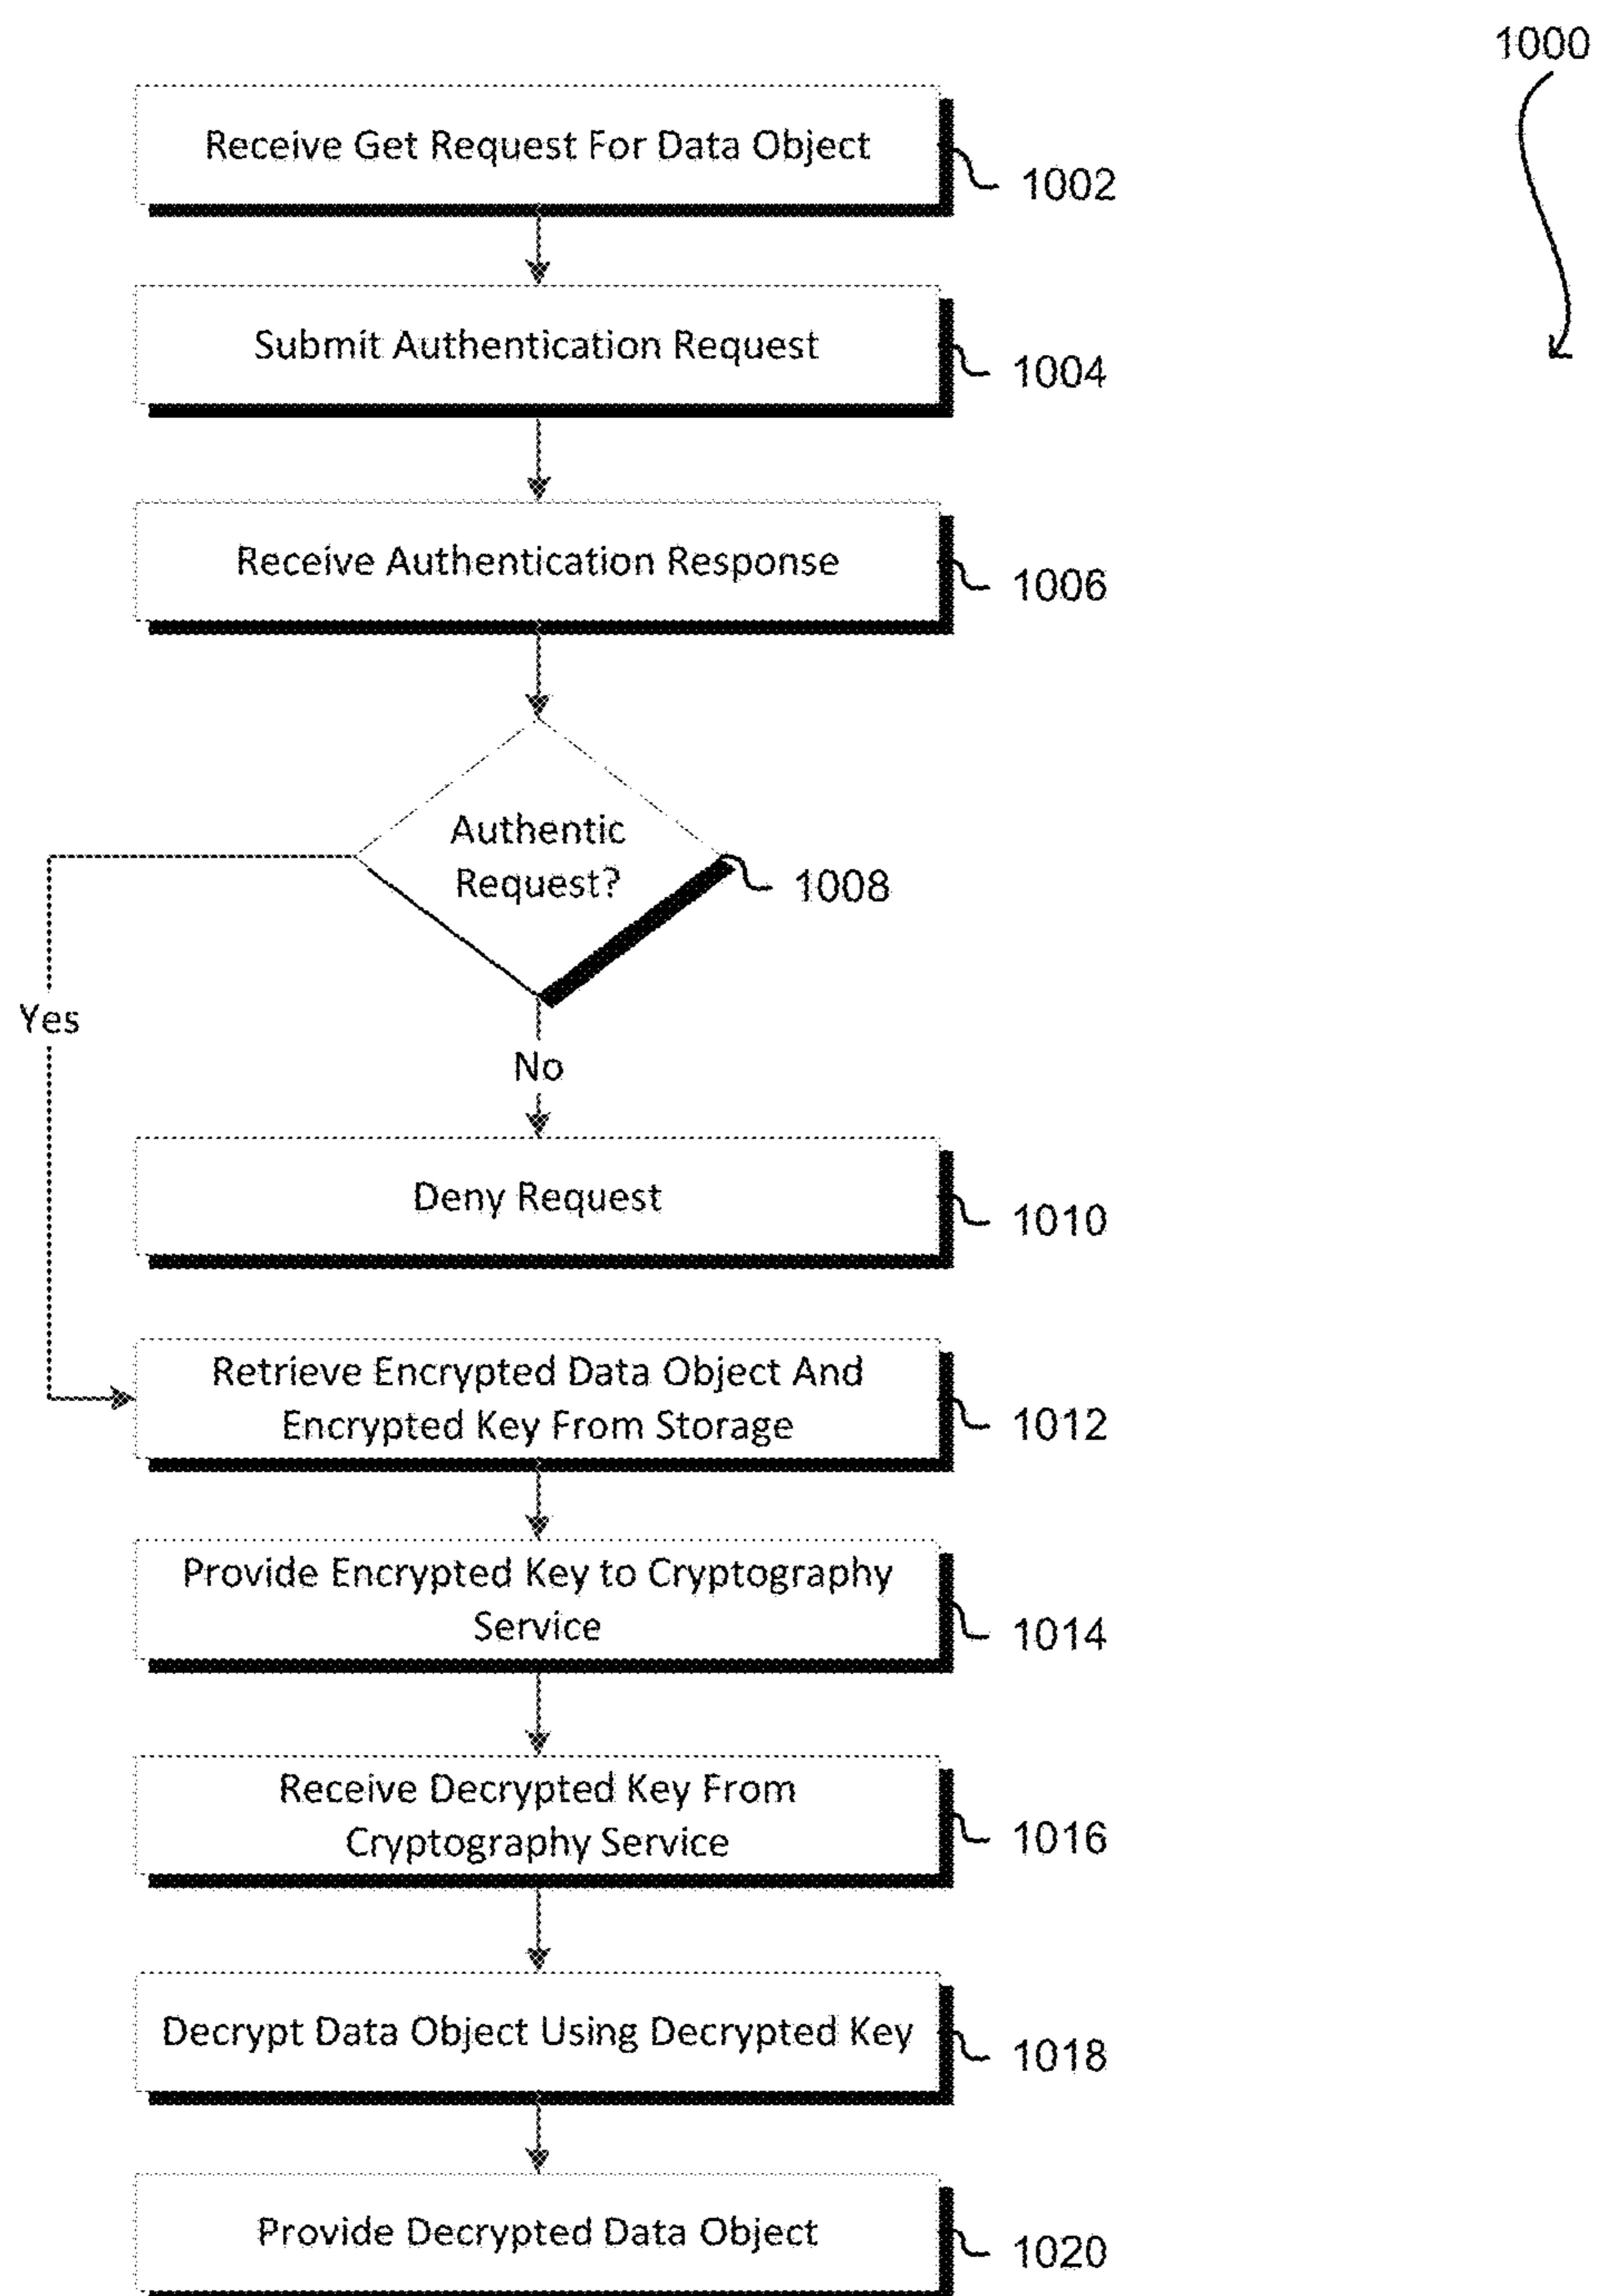 1000
Receive Get Request For Data Object
1002
Submit Authentication Request
1004
Receive Authentication Response
1006
Authentic
Request?
1008
Yes
No
Deny Request
1010
Retrieve Encrypted Data Object And
Encrypted Key From Storage
1012
Provide Encrypted Key to Cryptography
Service
1014
Receive Decrypted Key From
Cryptography Service
1016
Decrypt Data Object Using Decrypted Key
1018
Provide Decrypted Data Object
1020